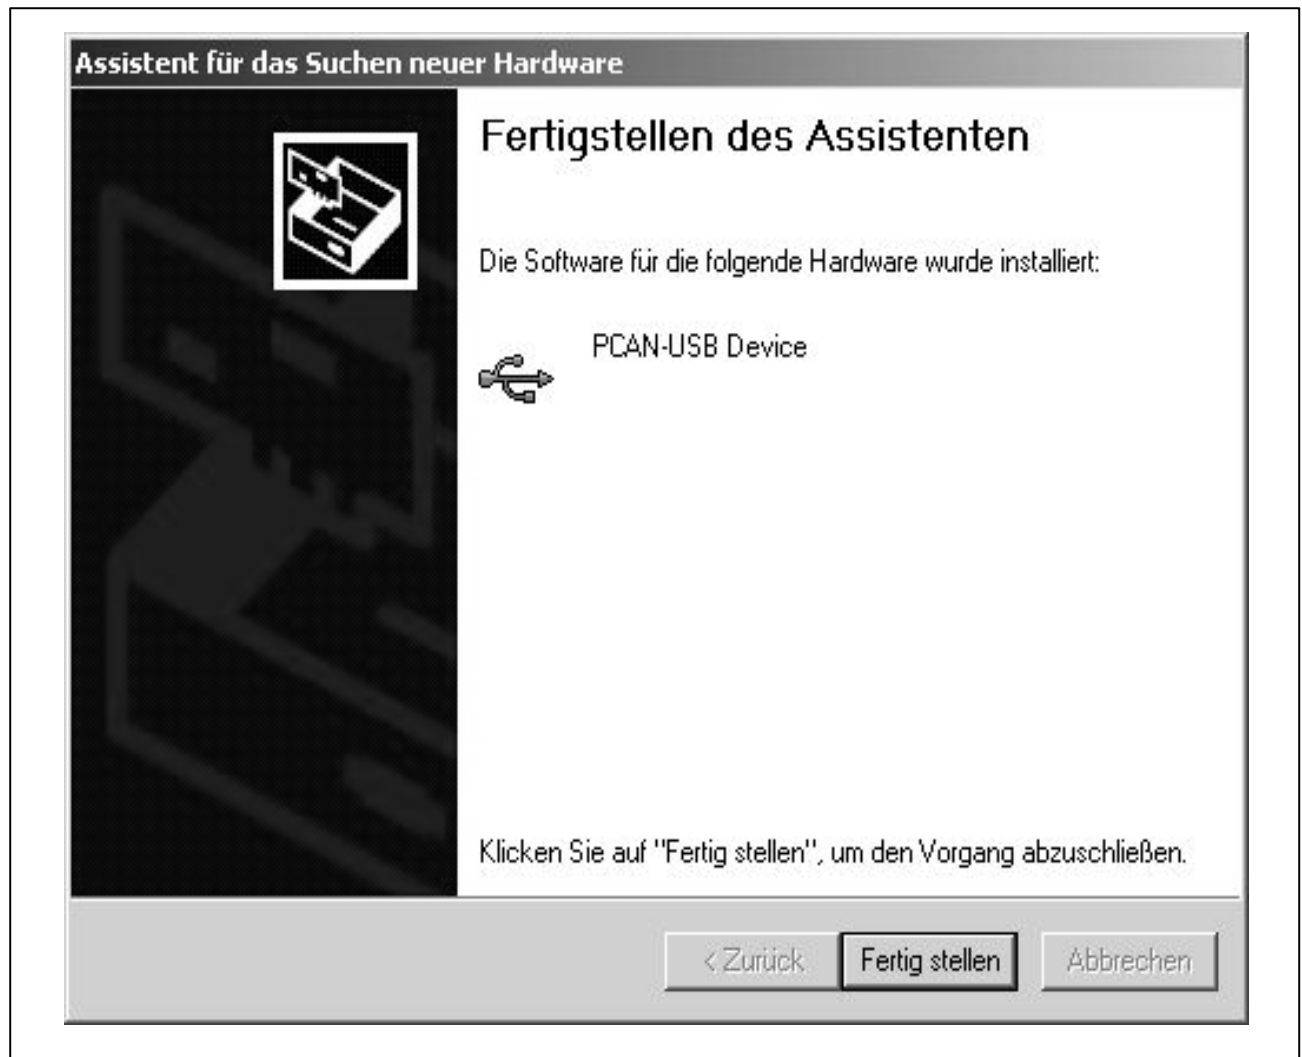 Assistent für das Suchen neuer Hardware
Fertigstellen des Assistenten
Die Software für die folgende Hardware wurde installiert:
PCAN-USB Device
Klicken Sie auf "Fertig stellen", um den Vorgang abzuschließen.
< Zurück Fertig stellen Abbrechen